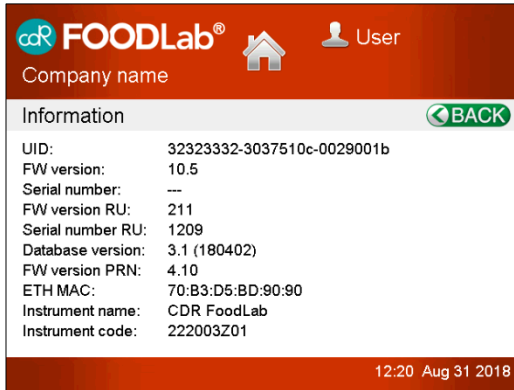 cdR FOODLab®
User
Company name
Information
BACK
UID: 32323332-3037510c-0029001b
FW version: 10.5
Serial number: ---
FW version RU: 211
Serial number RU: 1209
Database version: 3.1 (180402)
FW version PRN: 4.10
ETH MAC: 70:B3:D5:BD:90:90
Instrument name: CDR FoodLab
Instrument code: 222003Z01
12:20 Aug 31 2018